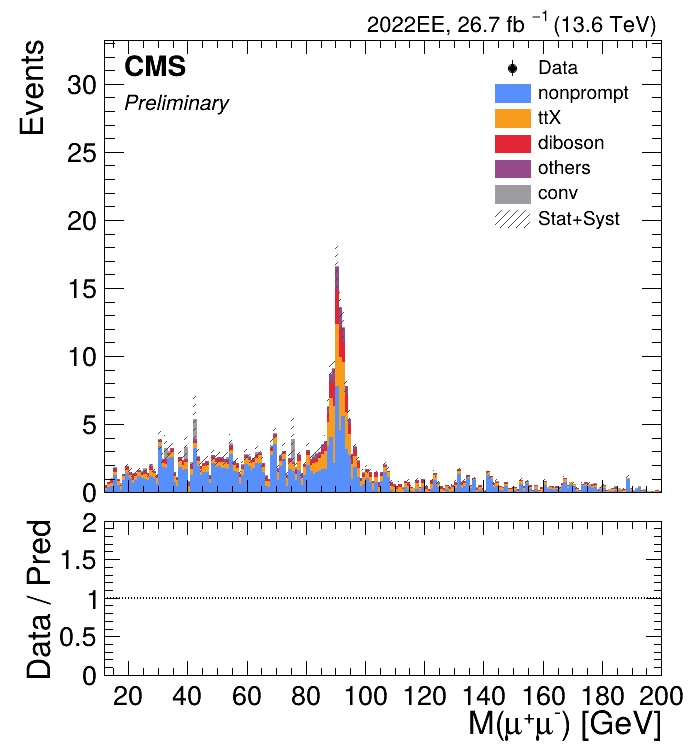 2022EE, 26.7 fb⁻¹ (13.6 TeV)
CMS
Preliminary
Events
Data
nonprompt
ttX
diboson
others
conv
Stat+Syst
30
25
20
15
10
5
0
Data / Pred
2
1.5
1
0.5
0
20 40 60 80 100 120 140 160 180 200
M(μ⁺μ⁻) [GeV]